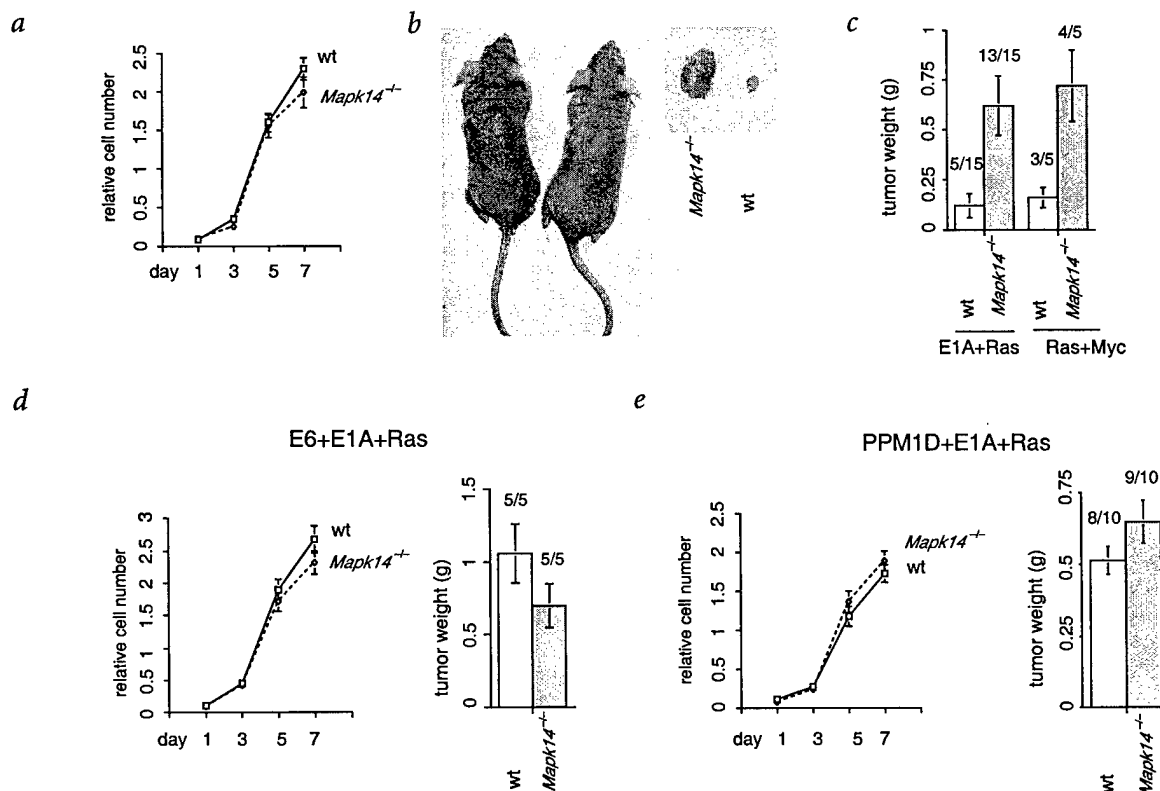 a
wt
Mapk14⁻/⁻
relative cell number
0 0.5 1 1.5 2 2.5
day 1 3 5 7
b
Mapk14⁻/⁻
wt
c
tumor weight (g)
0 0.25 0.5 0.75 1
5/15
13/15
3/5
4/5
wt
Mapk14⁻/⁻
wt
Mapk14⁻/⁻
E1A+Ras
Ras+Myc
d
E6+E1A+Ras
relative cell number
0 0.5 1 1.5 2 2.5 3
wt
Mapk14⁻/⁻
day 1 3 5 7
tumor weight (g)
0 0.5 1 1.5
5/5
5/5
wt
Mapk14⁻/⁻
e
PPM1D+E1A+Ras
relative cell number
0 0.5 1 1.5 2 2.5
Mapk14⁻/⁻
wt
day 1 3 5 7
tumor weight (g)
0 0.25 0.5 0.75
8/10
9/10
wt
Mapk14⁻/⁻